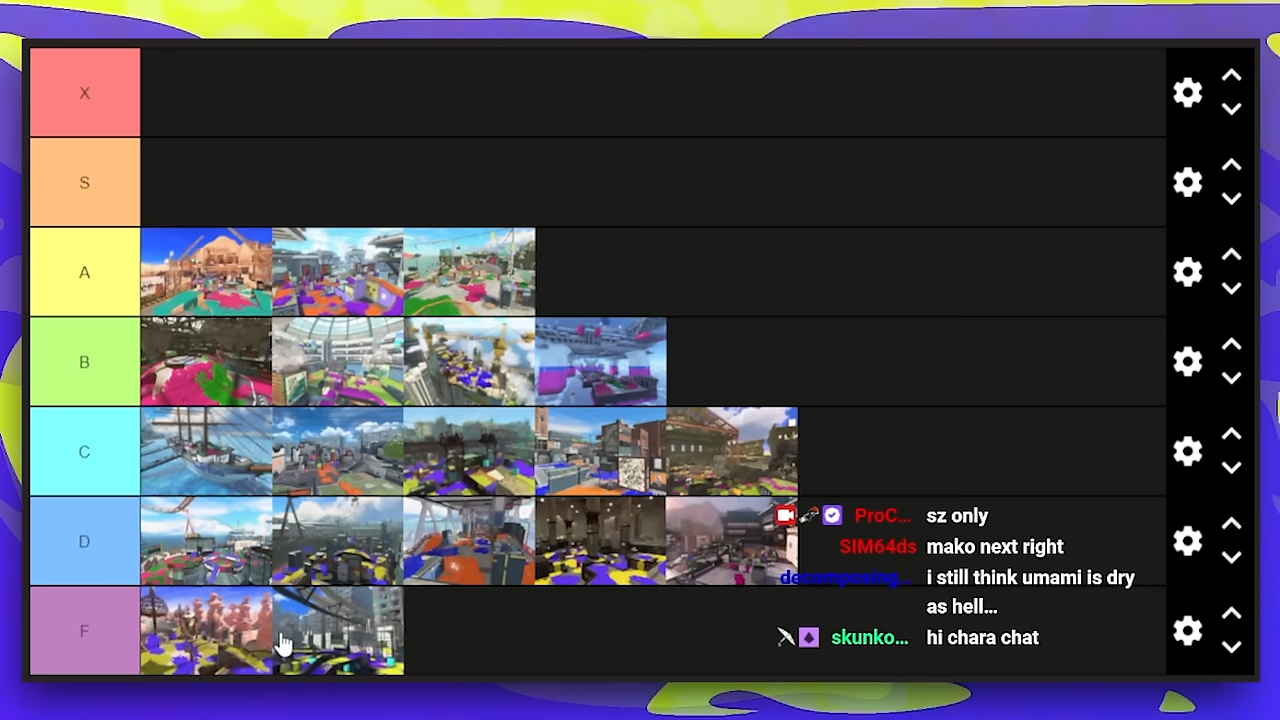 X
S
A
B
C
D
F
ProC... sz only
SIM64ds mako next right
decomposing... i still think umami is dry
as hell...
skunko... hi chara chat